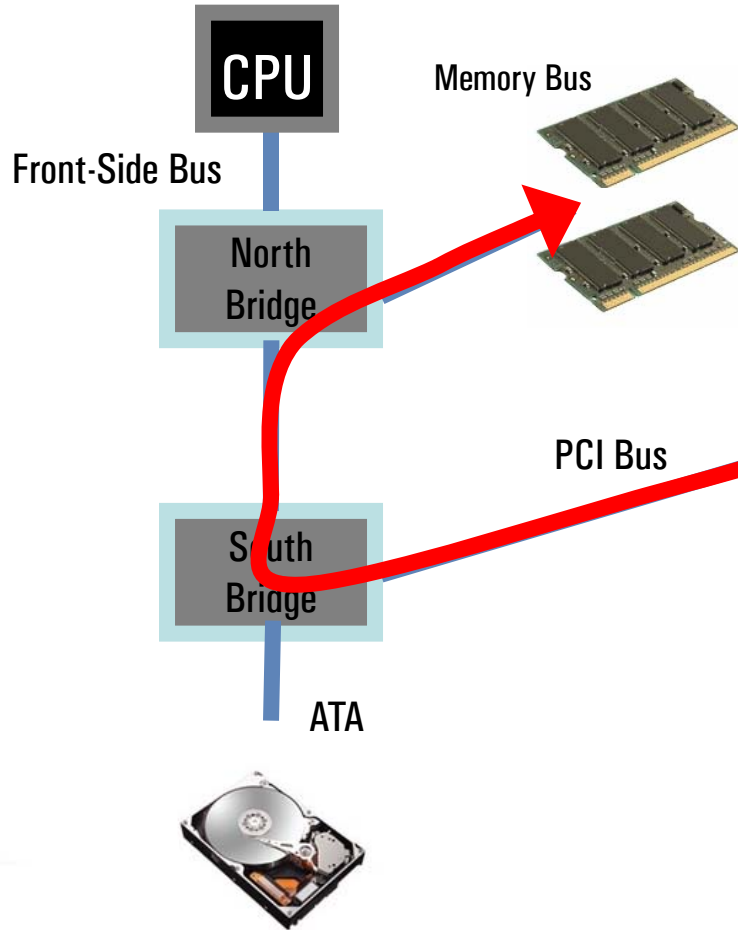 CPU
Memory Bus
Front-Side Bus
North
Bridge
PCI Bus
South
Bridge
ATA